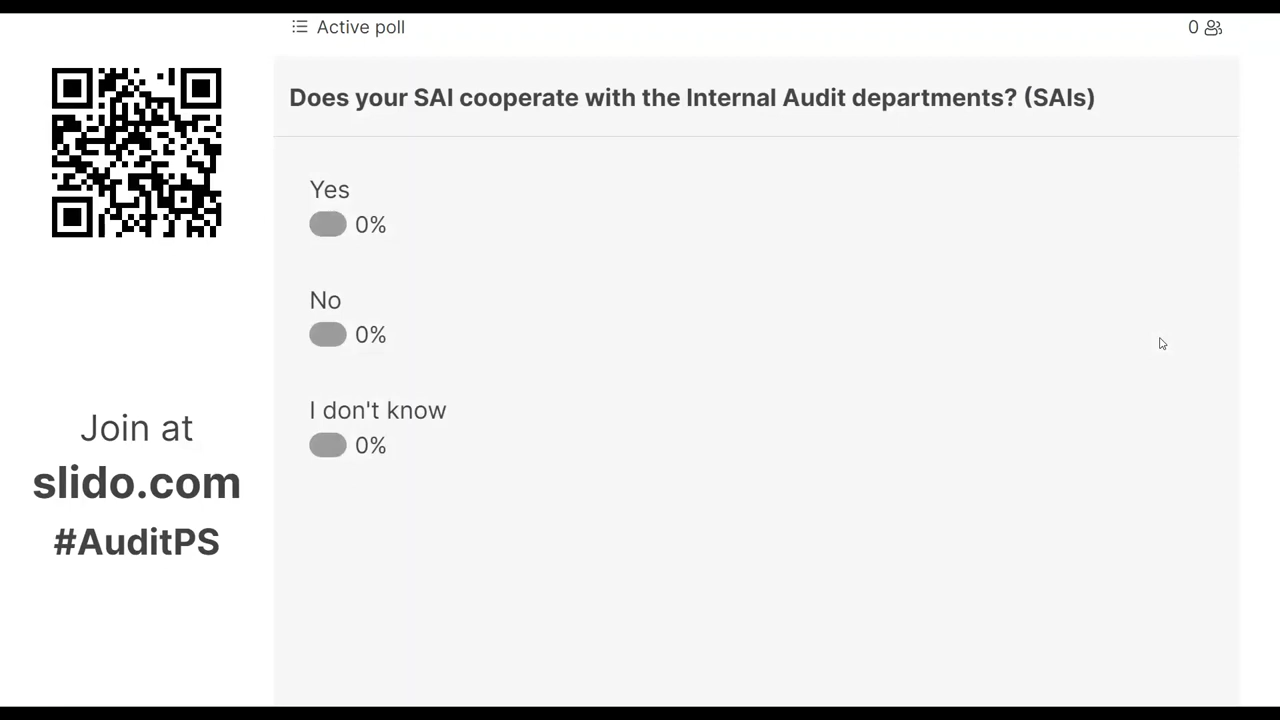 Active poll
0
Does your SAI cooperate with the Internal Audit departments? (SAIs)
Yes
0%
No
0%
I don't know
0%
Join at
slido.com
#AuditPS